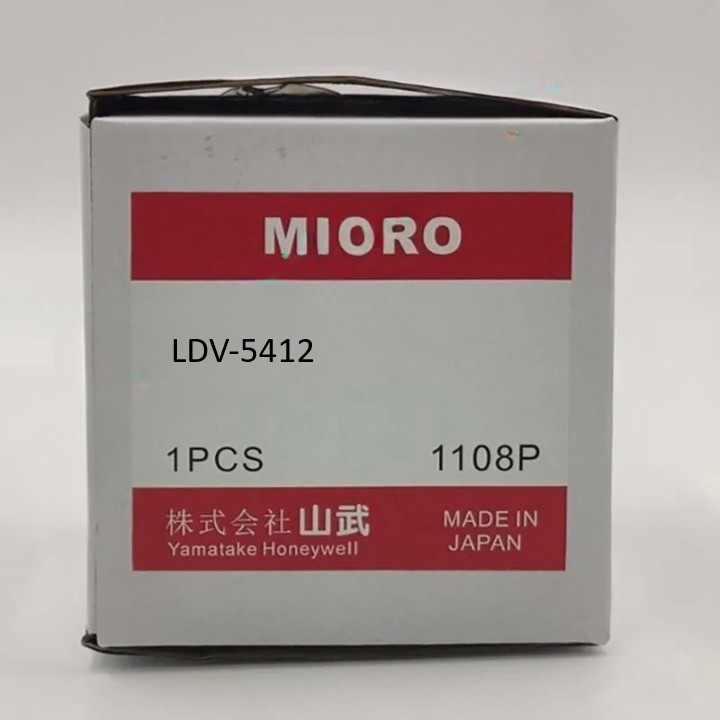 MIORO
LDV-5412
1PCS 1108P
株式会社山武 MADE IN
Yamatake Honeywell JAPAN